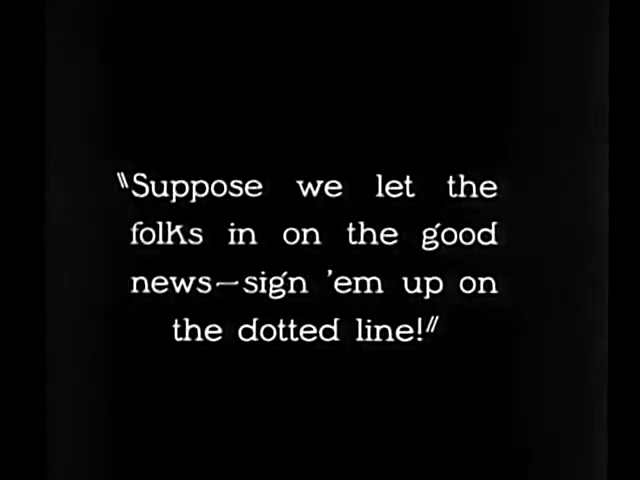 "Suppose we let the
folks in on the good
news—sign 'em up on
the dotted line!"